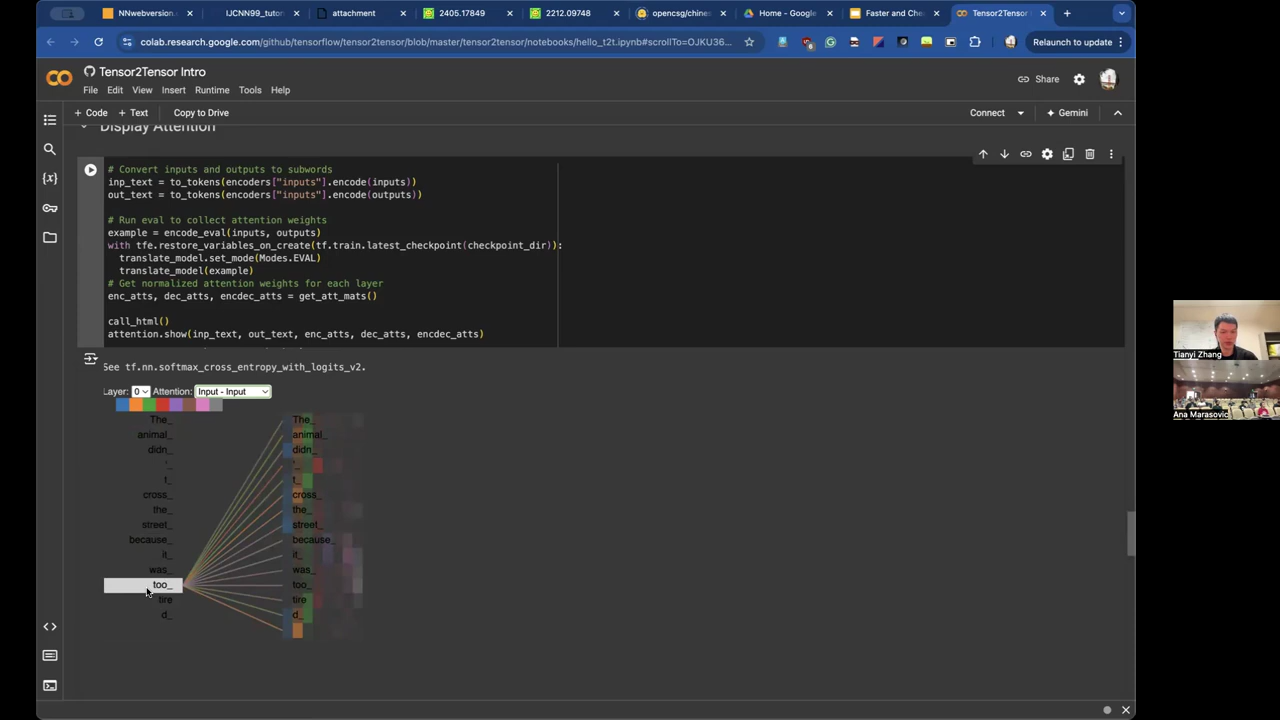 NNwebversion.
IJCNN99_tutori
attachment
2405.17849
2212.09748
opencsg/chines
Home - Google
Faster and Che
Tensor2Tensor
colab.research.google.com/github/tensorflow/tensor2tensor/blob/master/tensor2tensor/notebooks/hello_t2t.ipynb#scrollTo=OJKU36...
Relaunch to update
Tensor2Tensor Intro
Share
File Edit View Insert Runtime Tools Help
+ Code + Text Copy to Drive
Connect
Gemini
Display Attention
# Convert inputs and outputs to subwords
inp_text = to_tokens(encoders["inputs"].encode(inputs))
out_text = to_tokens(encoders["inputs"].encode(outputs))
# Run eval to collect attention weights
example = encode_eval(inputs, outputs)
with tfe.restore_variables_on_create(tf.train.latest_checkpoint(checkpoint_dir)):
translate_model.set_mode(Modes.EVAL)
translate_model(example)
# Get normalized attention weights for each layer
enc_atts, dec_atts, encdec_atts = get_att_mats()
call_html()
attention.show(inp_text, out_text, enc_atts, dec_atts, encdec_atts)
See tf.nn.softmax_cross_entropy_with_logits_v2.
Layer: 0 Attention: Input - Input
The_ The_
animal_ animal_
didn_ didn_
'_ '_
t_ t_
cross_ cross_
the_ the_
street_ street_
because_ because_
it_ it_
was_ was_
too_ too_
tire tire
d_ d_
Tianyi Zhang
Ana Marasovic